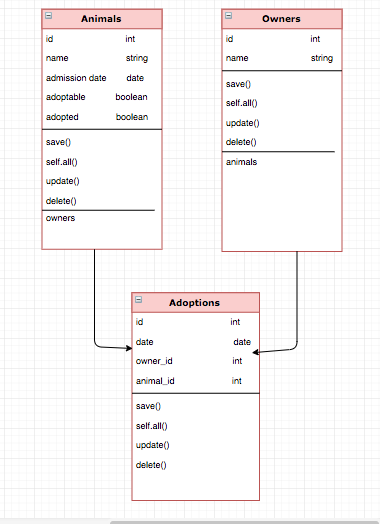 Animals
id int
name string
admission date date
adoptable boolean
adopted boolean
save()
self.all()
update()
delete()
owners
Owners
id int
name string
save()
self.all()
update()
delete()
animals
Adoptions
id int
date date
owner_id int
animal_id int
save()
self.all()
update()
delete()